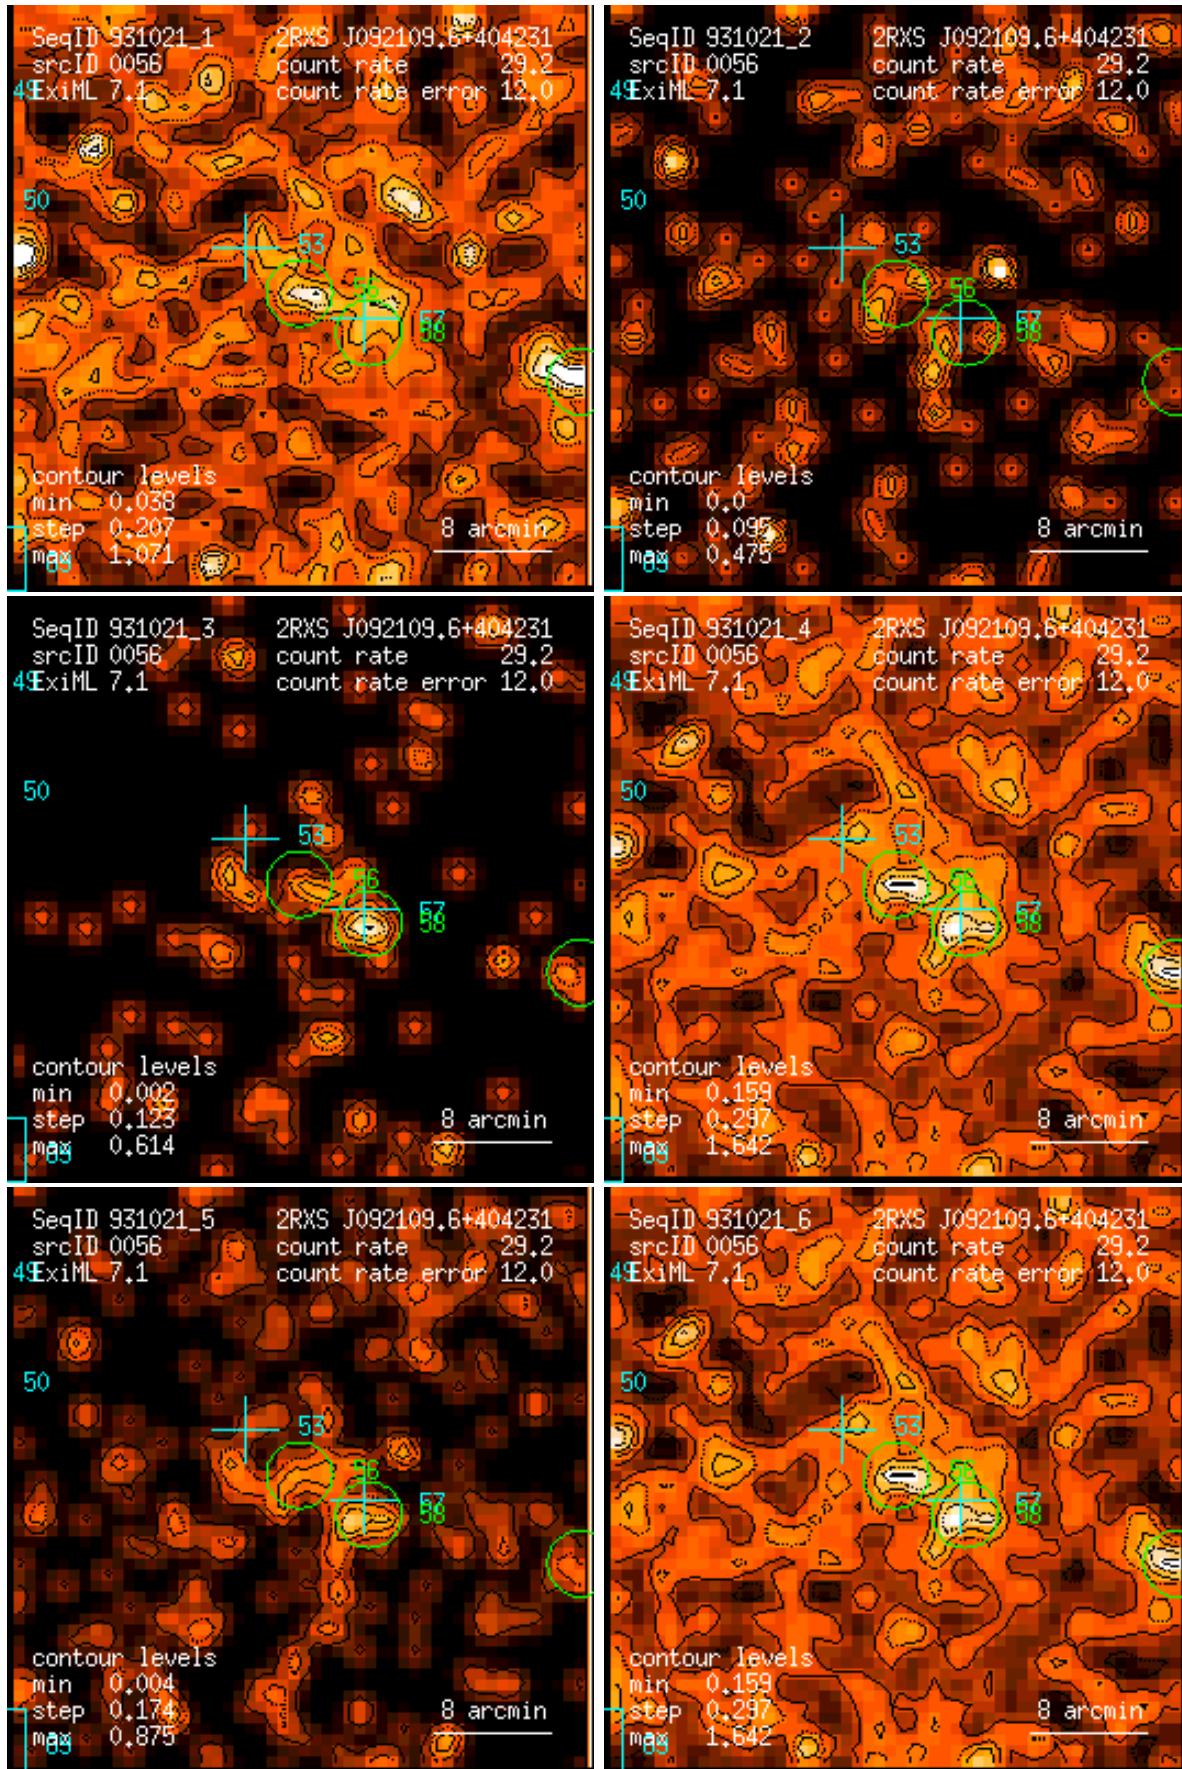 SeqID 931021_1 2RXS J092109.6+404231
srcID 0056 count rate 29.2
49 ExiML 7.1 count rate error 12.0
50
53
56
57
58
contour levels
min 0.038
step 0.207 8 arcmin
max 1.071
SeqID 931021_2 2RXS J092109.6+404231
srcID 0056 count rate 29.2
49 ExiML 7.1 count rate error 12.0
50
53
56
57
58
contour levels
min 0.0
step 0.095 8 arcmin
max 0.475
SeqID 931021_3 2RXS J092109.6+404231
srcID 0056 count rate 29.2
49 ExiML 7.1 count rate error 12.0
50
53
56
57
58
contour levels
min 0.002
step 0.123 8 arcmin
max 0.614
SeqID 931021_4 2RXS J092109.6+404231
srcID 0056 count rate 29.2
49 ExiML 7.1 count rate error 12.0
50
53
56
57
58
contour levels
min 0.159
step 0.297 8 arcmin
max 1.642
SeqID 931021_5 2RXS J092109.6+404231
srcID 0056 count rate 29.2
49 ExiML 7.1 count rate error 12.0
50
53
56
57
58
contour levels
min 0.004
step 0.174 8 arcmin
max 0.875
SeqID 931021_6 2RXS J092109.6+404231
srcID 0056 count rate 29.2
49 ExiML 7.1 count rate error 12.0
50
53
56
57
58
contour levels
min 0.159
step 0.297 8 arcmin
max 1.642